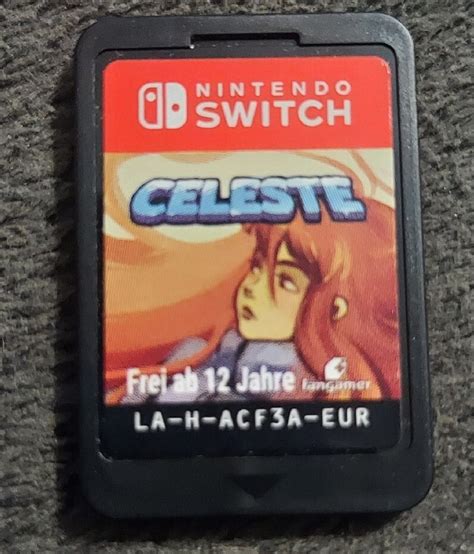 NINTENDO
SWITCH
CELESTE
Frei ab 12 Jahre fangamer
LA-H-ACF3A-EUR